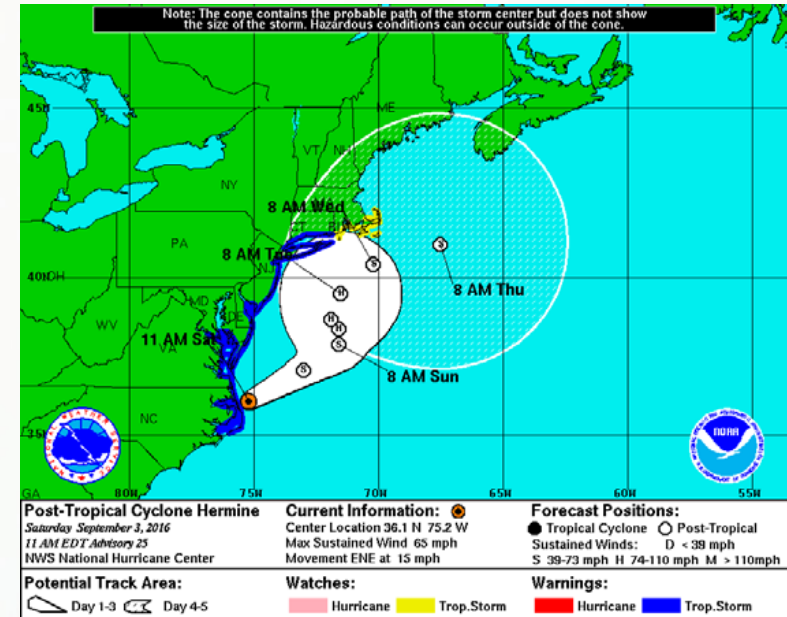 Note: The cone contains the probable path of the storm center but does not show
the size of the storm. Hazardous conditions can occur outside of the cone.
45N
ME
VT
NH
NY
8 AM Wed
CT
RI
PA
8 AM Tue
NJ
40N
OH
8 AM Thu
MD
DE
WV
11 AM Sat
VA
8 AM Sun
NC
35N
NOAA
GA
80W
75W
70W
65W
60W
55W
S
H
H
H
S
S
S
Post-Tropical Cyclone Hermine
Saturday September 3, 2016
11 AM EDT Advisory 25
NWS National Hurricane Center
Current Information:
Center Location 36.1 N 75.2 W
Max Sustained Wind 65 mph
Movement ENE at 15 mph
Forecast Positions:
Tropical Cyclone Post-Tropical
Sustained Winds: D < 39 mph
S 39-73 mph H 74-110 mph M > 110mph
Potential Track Area:
Day 1-3 Day 4-5
Watches:
Hurricane Trop.Storm
Warnings:
Hurricane Trop.Storm